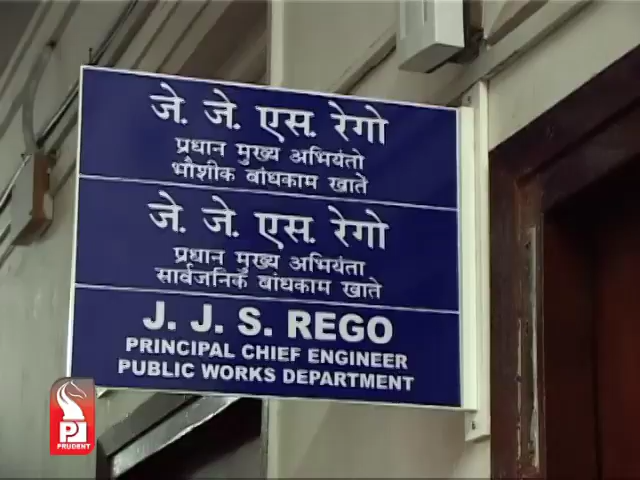 जे. जे. एस. रेगो
प्रधान मुख्य अभियंतो
भौशीक बांधकाम खातें
जे. जे. एस. रेगो
प्रधान मुख्य अभियंता
सार्वजनिक बांधकाम खाते
J. J. S. REGO
PRINCIPAL CHIEF ENGINEER
PUBLIC WORKS DEPARTMENT
PRUDENT